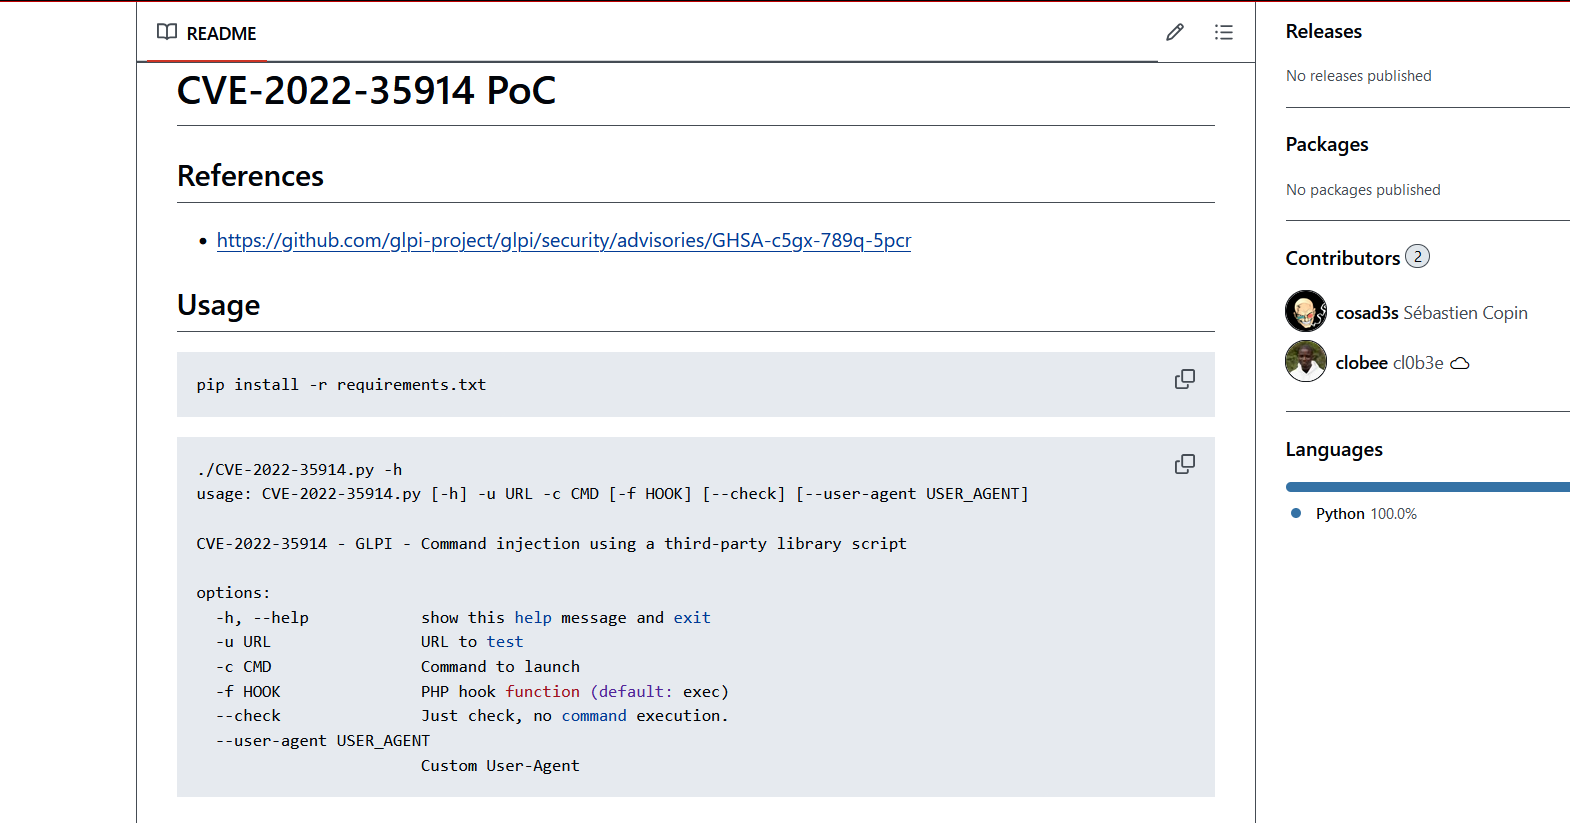 README
CVE-2022-35914 PoC
References
https://github.com/glpi-project/glpi/security/advisories/GHSA-c5gx-789q-5pcr
Usage
pip install -r requirements.txt
./CVE-2022-35914.py -h
usage: CVE-2022-35914.py [-h] -u URL -c CMD [-f HOOK] [--check] [--user-agent USER_AGENT]
CVE-2022-35914 - GLPI - Command injection using a third-party library script
options:
-h, --help show this help message and exit
-u URL URL to test
-c CMD Command to launch
-f HOOK PHP hook function (default: exec)
--check Just check, no command execution.
--user-agent USER_AGENT
Custom User-Agent
Releases
No releases published
Packages
No packages published
Contributors 2
cosad3s Sébastien Copin
clobee cl0b3e
Languages
Python 100.0%